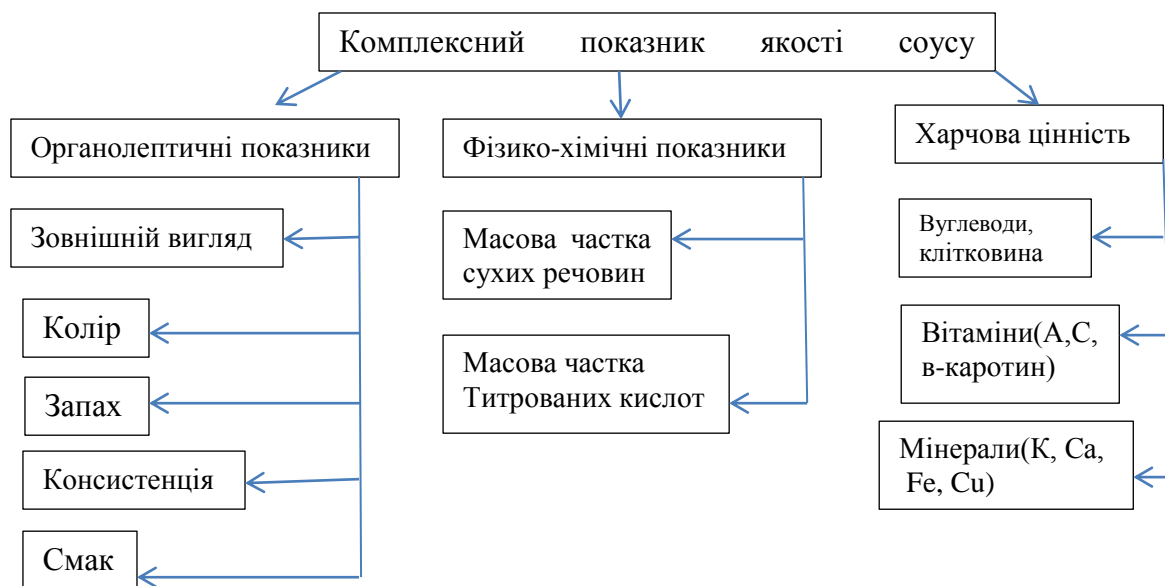 Комплексний показник якості соусу
Органолептичні показники
Зовнішній вигляд
Колір
Запах
Консистенція
Смак
Фізико-хімічні показники
Масова частка
сухих речовин
Масова частка
Титрованих кислот
Харчова цінність
Вуглеводи,
клітковина
Вітаміни(А,С,
в-каротин)
Мінерали(К, Са,
Fe, Cu)